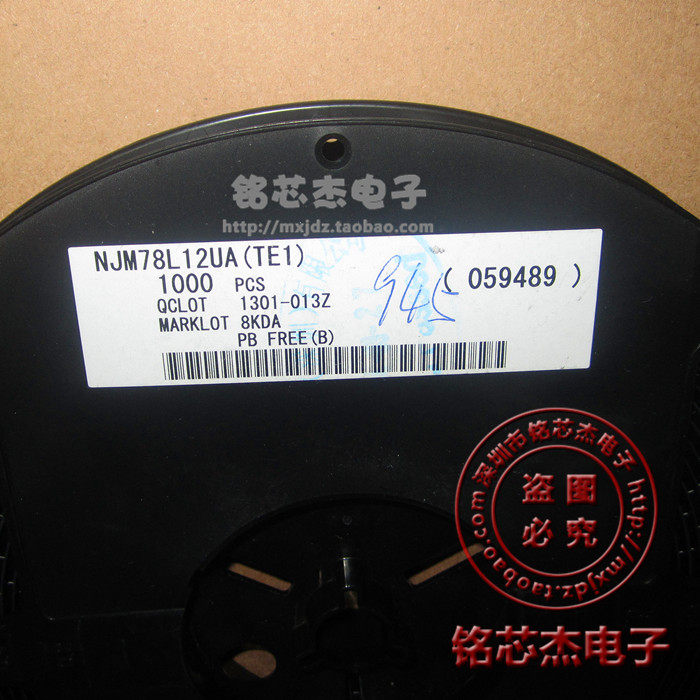 铭芯杰电子
http://mxjdz.taobao.com
NJM78L12UA(TE1)
1000 PCS
QCLOT 1301-013Z
MARKLOT 8KDA
PB FREE(B)
945
( 059489 )
深圳市铭芯杰电子
http://mxjdz.taobao.com
盗图
必究
铭芯杰电子